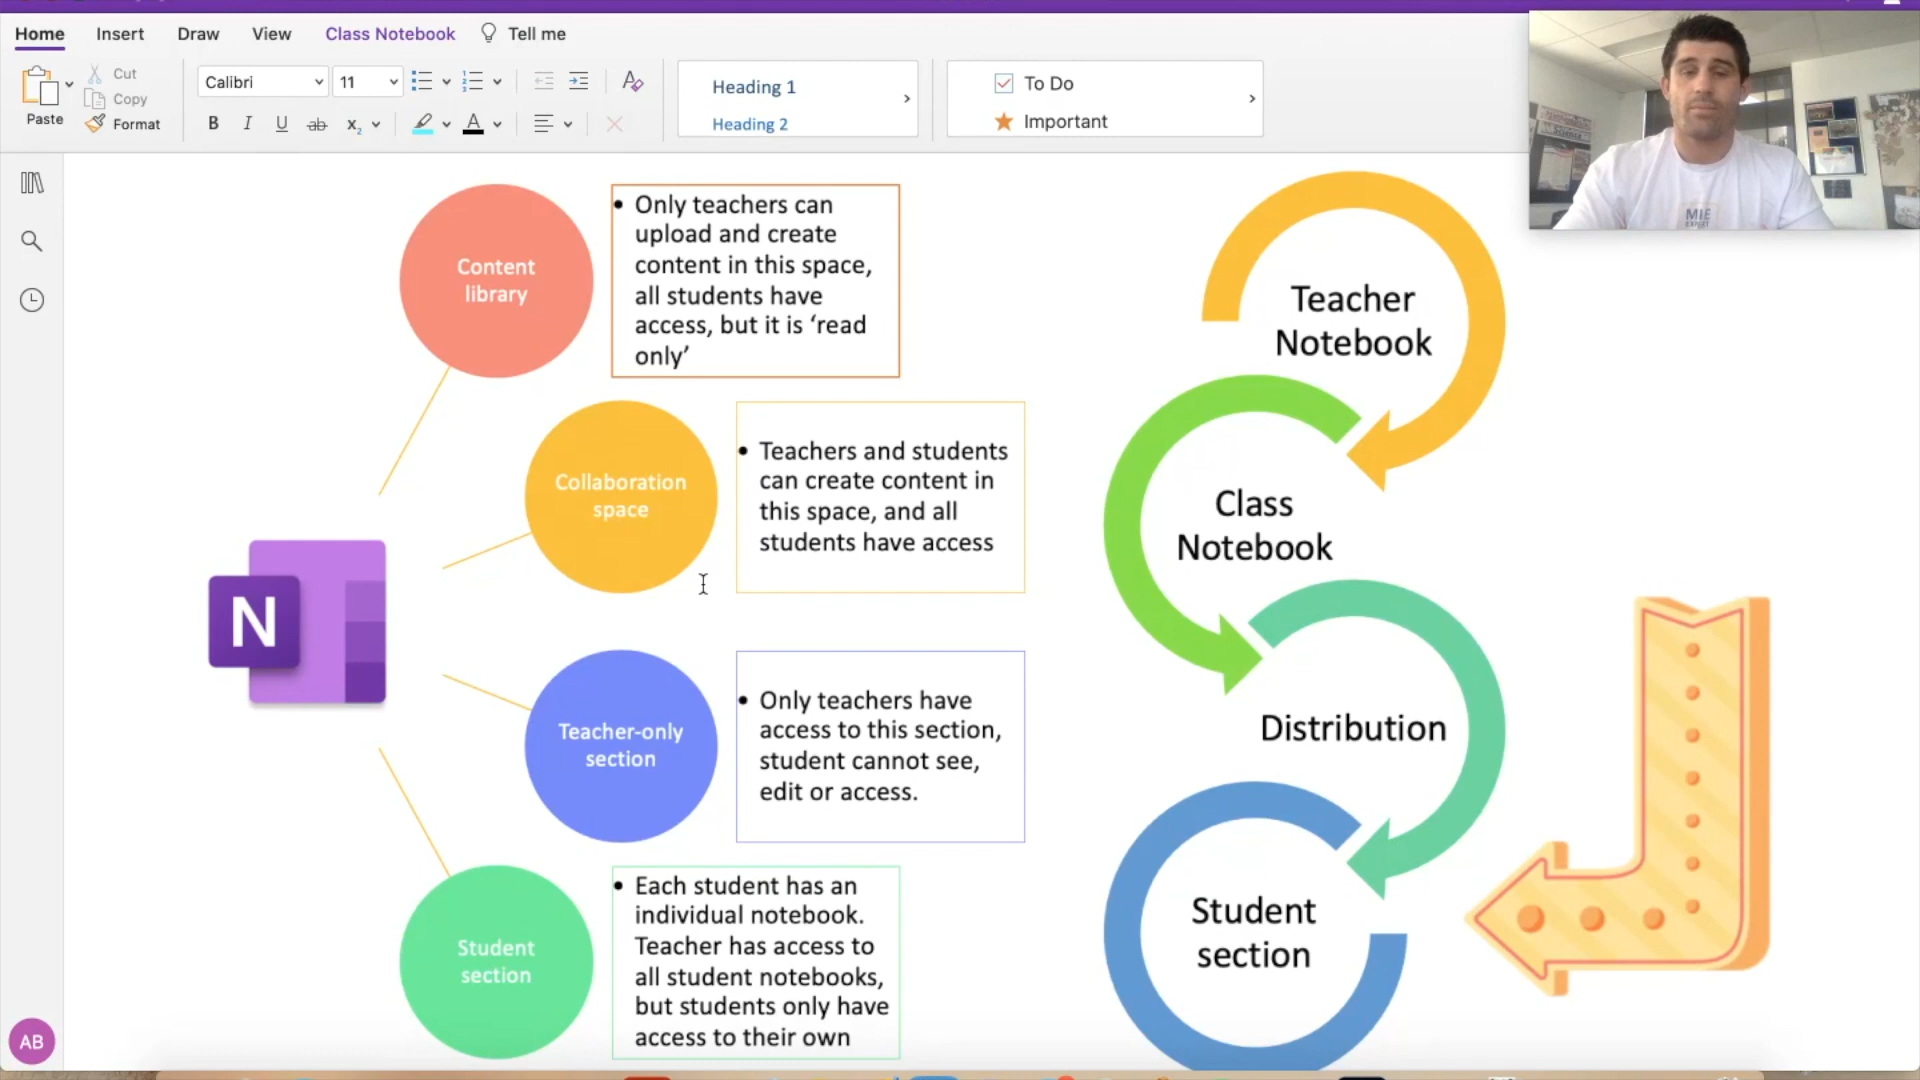 Home Insert Draw View Class Notebook Tell me
Cut
Copy
Paste
Format
Calibri 11
B I U ab x₂ A
Heading 1
Heading 2
To Do
Important
MIE
EXPERT
Content
library
• Only teachers can
upload and create
content in this space,
all students have
access, but it is ‘read
only’
Collaboration
space
• Teachers and students
can create content in
this space, and all
students have access
N
Teacher-only
section
• Only teachers have
access to this section,
student cannot see,
edit or access.
Student
section
• Each student has an
individual notebook.
Teacher has access to
all student notebooks,
but students only have
access to their own
Teacher
Notebook
Class
Notebook
Distribution
Student
section
AB